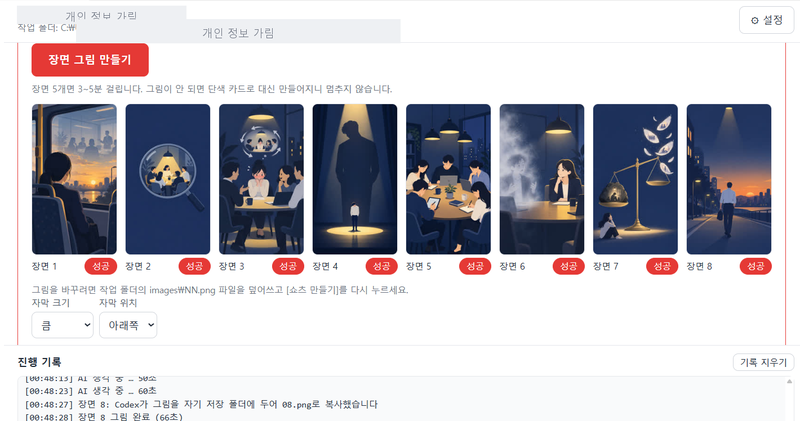 개인 정보 가림
작업 폴더: C:₩
개인 정보 가림
⚙ 설정
장면 그림 만들기
장면 5개면 3~5분 걸립니다. 그림이 안 되면 단색 카드로 대신 만들어지니 멈추지 않습니다.
장면 1 성공
장면 2 성공
장면 3 성공
장면 4 성공
장면 5 성공
장면 6 성공
장면 7 성공
장면 8 성공
그림을 바꾸려면 작업 폴더의 images₩NN.png 파일을 덮어쓰고 [쇼츠 만들기]를 다시 누르세요.
자막 크기 자막 위치
큼 아래쪽
진행 기록 기록 지우기
[00:48:13] AI 생각 중 … 50초
[00:48:23] AI 생각 중 … 60초
[00:48:27] 장면 8: Codex가 그림을 자기 저장 폴더에 두어 08.png로 복사했습니다
[00:48:28] 장면 8 그림 완료 (66초)